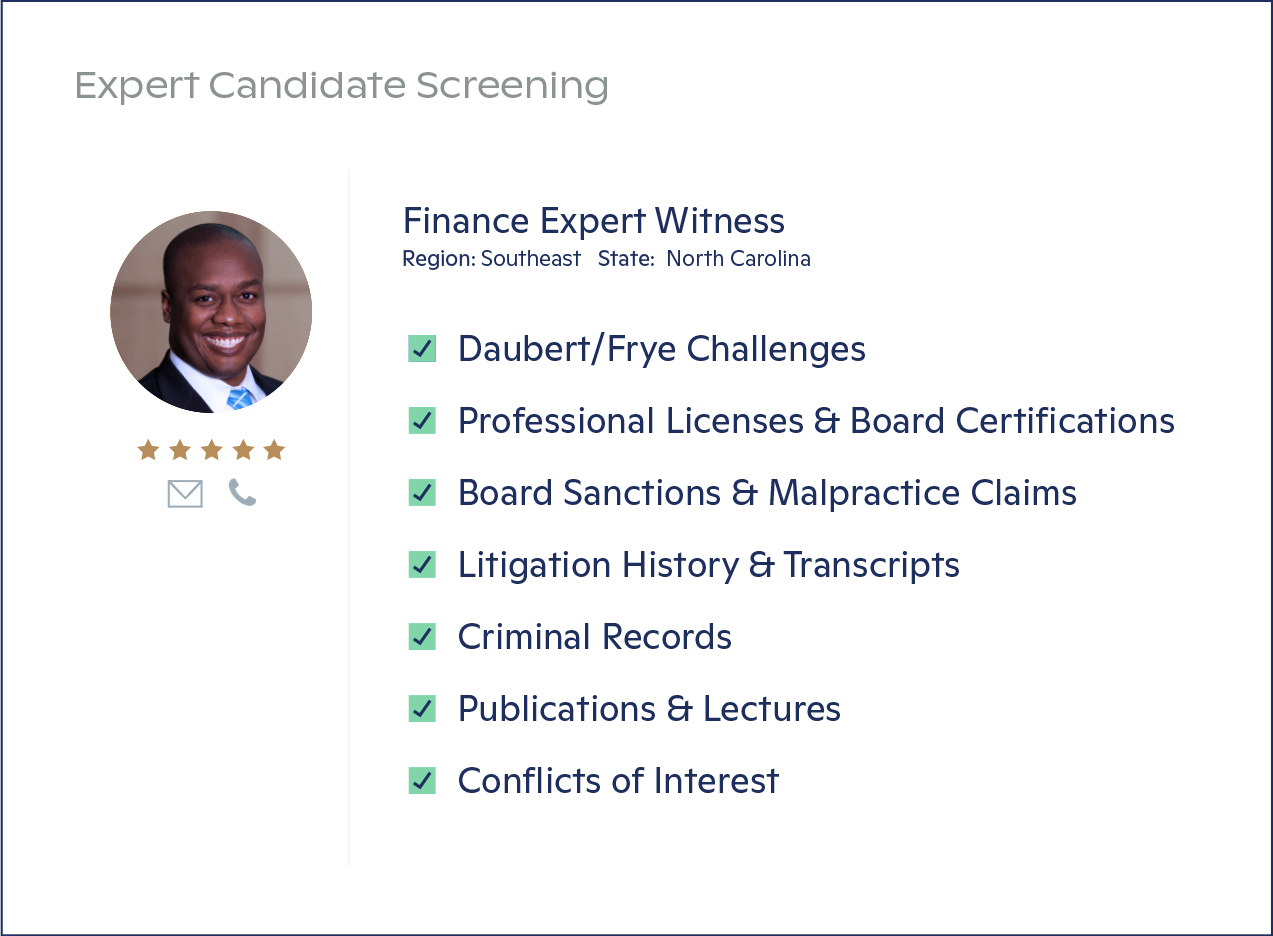 Expert Candidate Screening
Finance Expert Witness
Region: Southeast State: North Carolina
Daubert/Frye Challenges
Professional Licenses & Board Certifications
Board Sanctions & Malpractice Claims
Litigation History & Transcripts
Criminal Records
Publications & Lectures
Conflicts of Interest